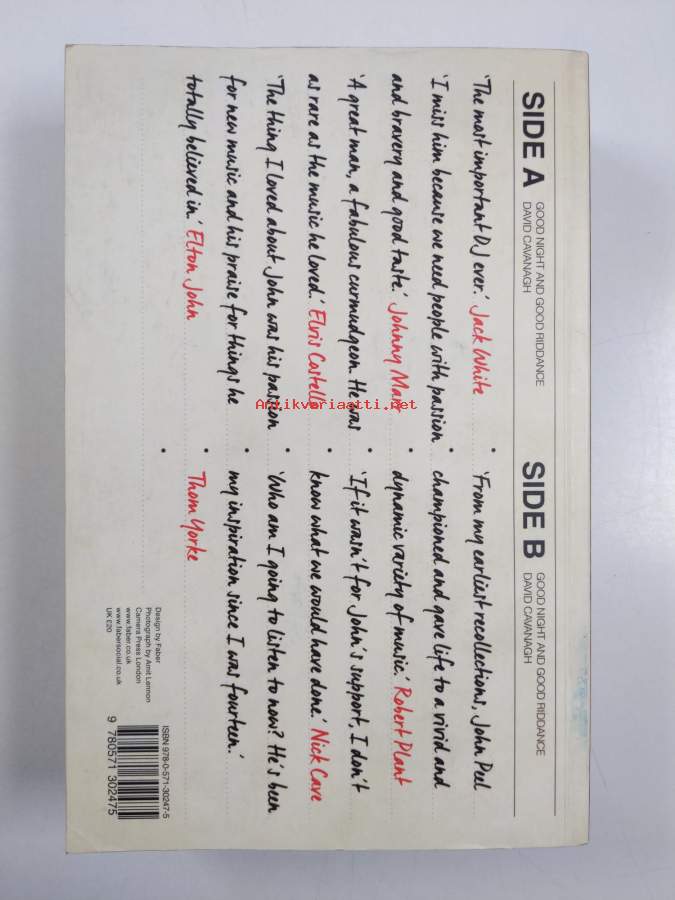 SIDE A
GOOD NIGHT AND GOOD RIDDANCE
DAVID CAVANAGH
'The most important DJ ever.' Jack White
'I miss him because we need people with passion
and bravery and good taste.' Johnny Marr
'A great man, a fabulous curmudgeon. He was
as rare as the music he loved.' Elvis Costello
'The thing I loved about John was his passion
for new music and his praise for things he
totally believed in.' Elton John
SIDE B
GOOD NIGHT AND GOOD RIDDANCE
DAVID CAVANAGH
'From my earliest recollections, John Peel
championed and gave life to a vivid and
dynamic variety of music.' Robert Plant
'If it wasn't for John's support, I don't
know what we would have done.' Nick Cave
'Who am I going to listen to now? He's been
my inspiration since I was fourteen.'
Thom Yorke
Design by Faber
Photograph by Amit Lennon
Camera Press London
www.faber.co.uk
www.fabersocial.co.uk
UK £20
ISBN 978-0-571-30247-5
9 780571 302475
Antikvariaatti.net